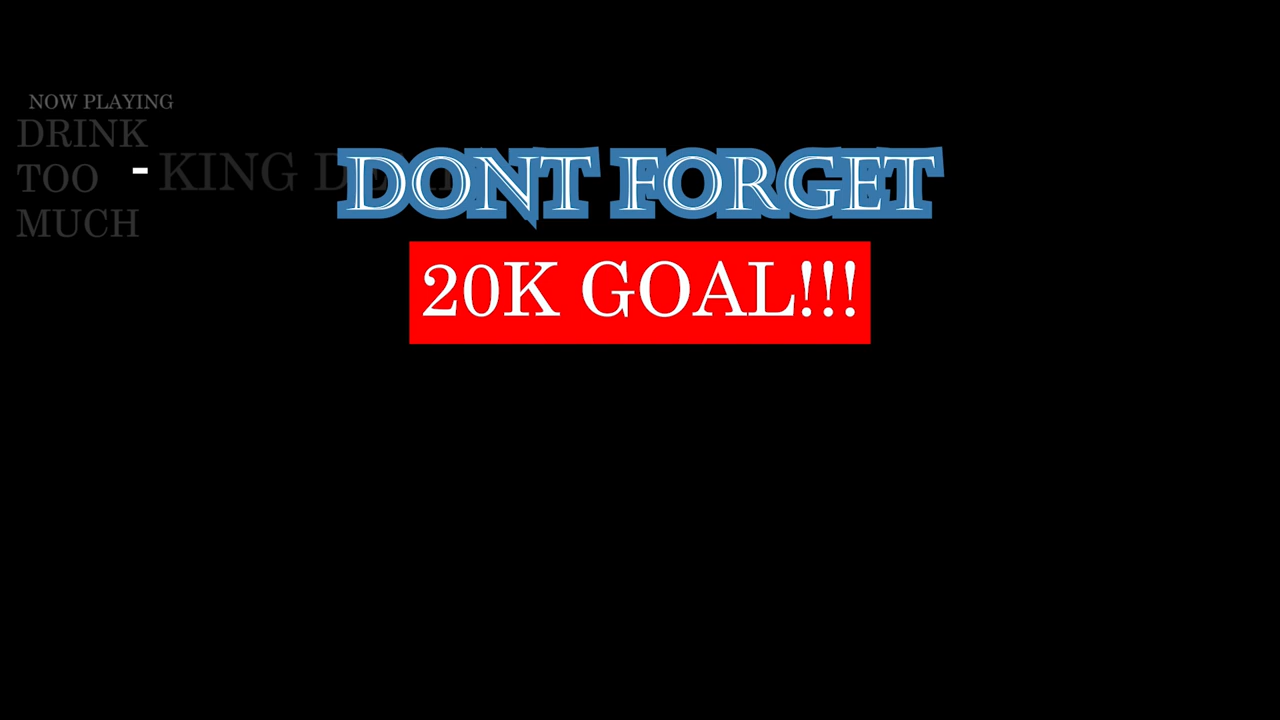 NOW PLAYING
DRINK
TOO
MUCH
- KING
DONT FORGET
20K GOAL!!!